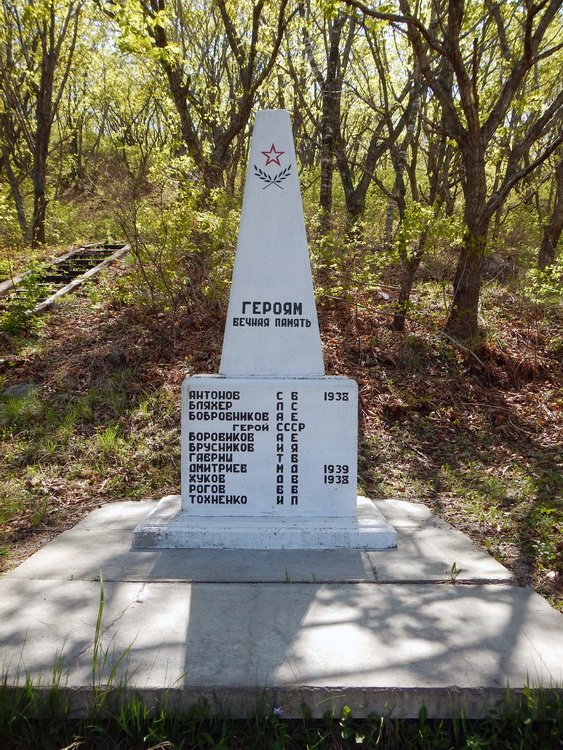 ГЕРОЯМ
ВЕЧНАЯ ПАМЯТЬ
АНТОНОВ С Б 1938
БЛЯХЕР Л С
БОБРОВНИКОВ А Е
ГЕРОЙ СССР
БОРОВИКОВ А Е
БРУСНИКОВ И Я
ГАВРИЦ Т В
ДМИТРИЕВ М Д 1939
ЖУКОВ Д В 1938
РОГОВ В В
ТОХНЕНКО И П